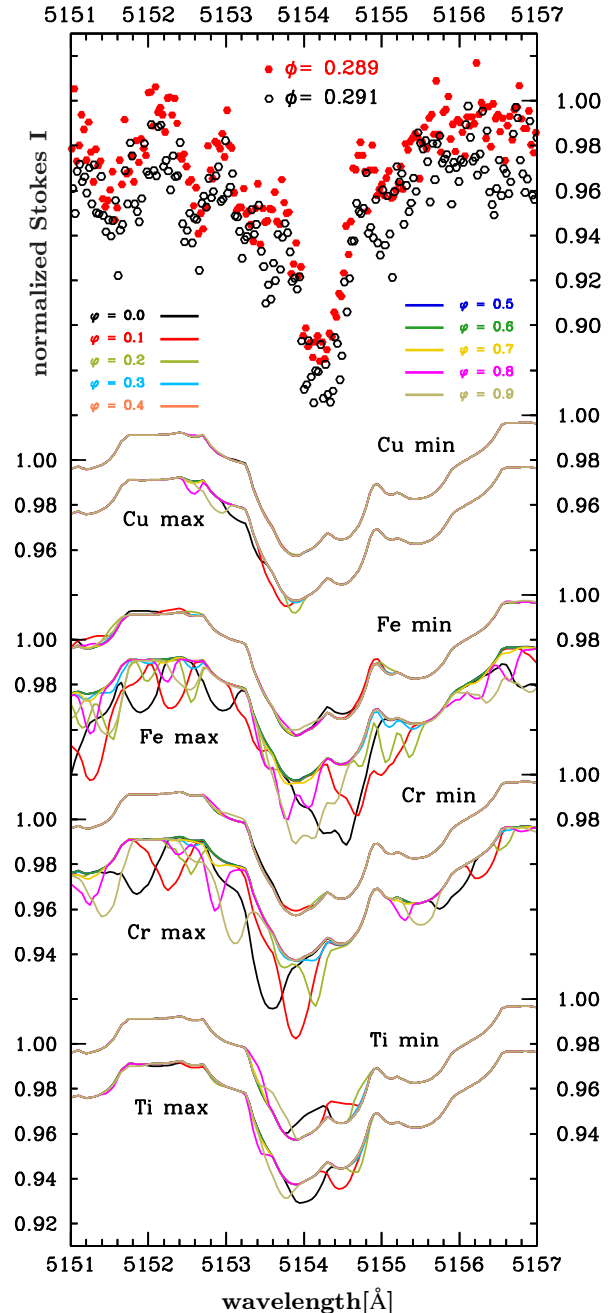 5151 5152 5153 5154 5155 5156 5157
normalized Stokes I
ϕ= 0.289
ϕ= 0.291
1.00
0.98
0.96
0.94
0.92
0.90
φ = 0.0
φ = 0.1
φ = 0.2
φ = 0.3
φ = 0.4
φ = 0.5
φ = 0.6
φ = 0.7
φ = 0.8
φ = 0.9
1.00
Cu min
1.00 1.00
0.98 0.98
Cu max
0.96
1.00
Fe min
1.00 0.98
0.98
Fe max
1.00
Cr min
1.00 0.98
0.98
0.96
Cr max
0.94
1.00
Ti min
1.00 0.98
0.98 0.96
Ti max
0.96 0.94
0.94
0.92
5151 5152 5153 5154 5155 5156 5157
wavelength[Å]